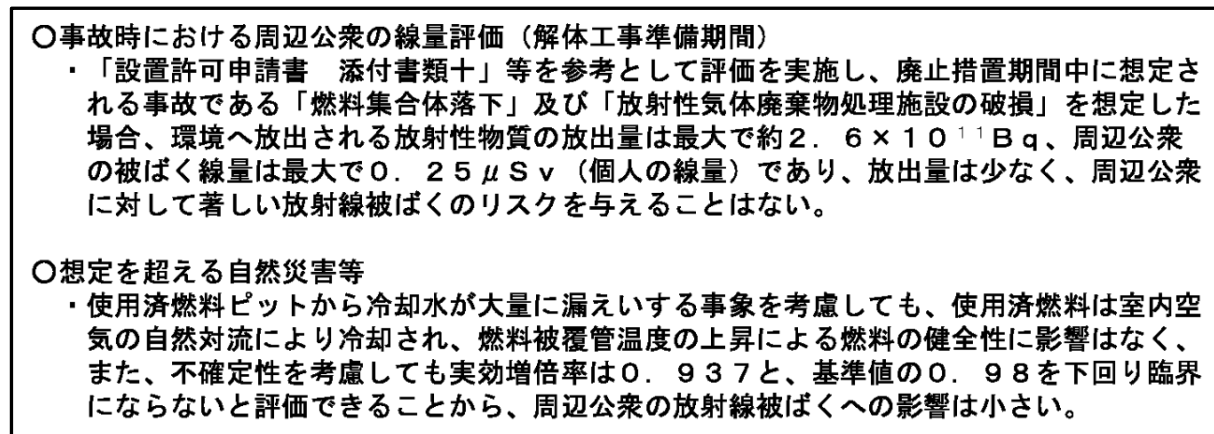 〇事故時における周辺公衆の線量評価（解体工事準備期間）
・「設置許可申請書　添付書類十」等を参考として評価を実施し、廃止措置期間中に想定さ
れる事故である「燃料集合体落下」及び「放射性気体廃棄物処理施設の破損」を想定した
場合、環境へ放出される放射性物質の放出量は最大で約２．６×１０¹¹Ｂｑ、周辺公衆
の被ばく線量は最大で０．２５μＳｖ（個人の線量）であり、放出量は少なく、周辺公衆
に対して著しい放射線被ばくのリスクを与えることはない。
〇想定を超える自然災害等
・使用済燃料ピットから冷却水が大量に漏えいする事象を考慮しても、使用済燃料は室内空
気の自然対流により冷却され、燃料被覆管温度の上昇による燃料の健全性に影響はなく、
また、不確定性を考慮しても実効増倍率は０．９３７と、基準値の０．９８を下回り臨界
にならないと評価できることから、周辺公衆の放射線被ばくへの影響は小さい。